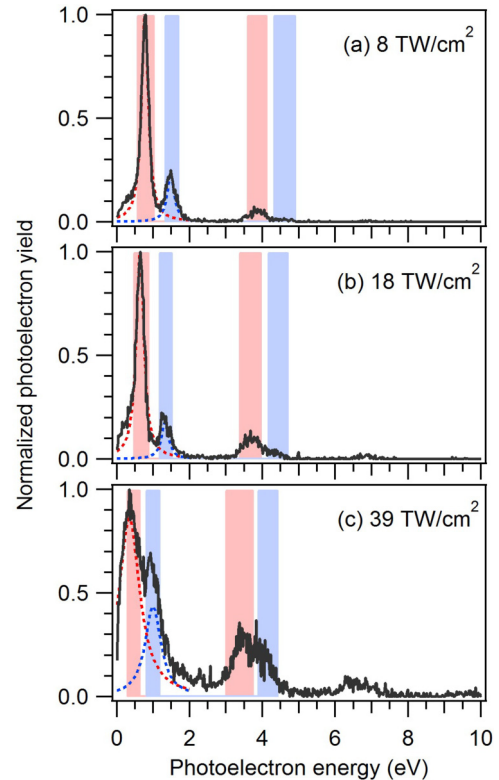 1.0
(a) 8 TW/cm²
0.5
0.0
1.0
(b) 18 TW/cm²
Normalized photoelectron yield
0.5
0.0
1.0
(c) 39 TW/cm²
0.5
0.0
0 2 4 6 8 10
Photoelectron energy (eV)